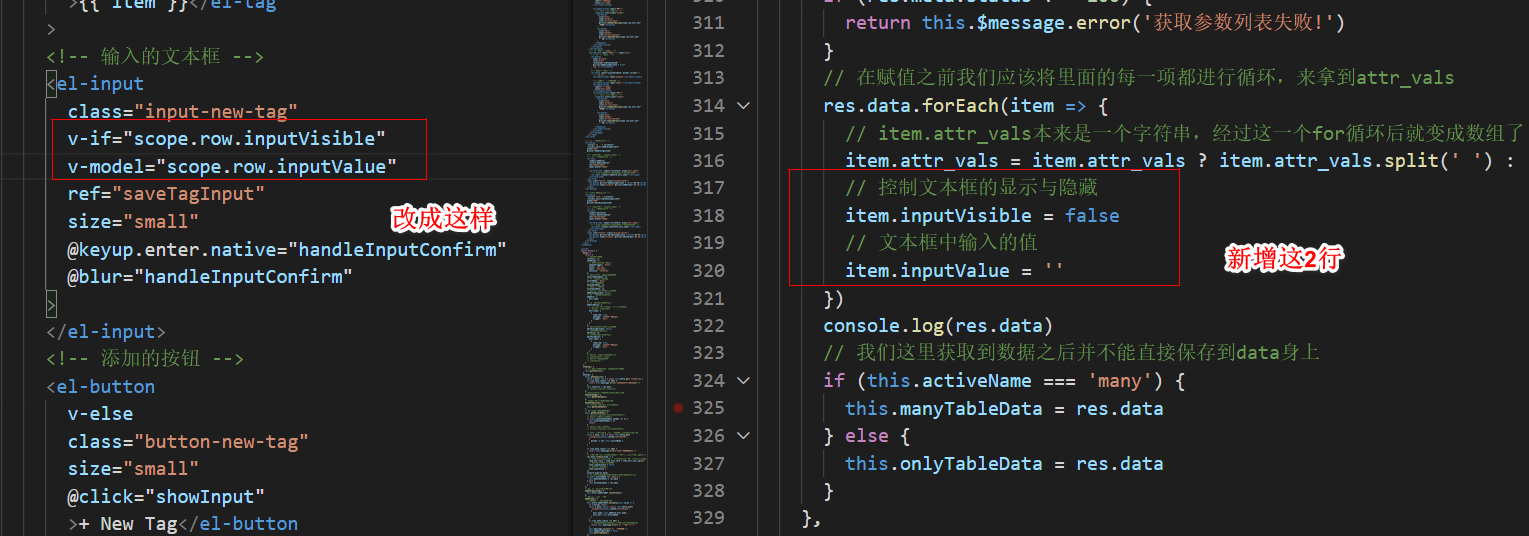 >{{ item }}</el-tag
>
<!-- 输入的文本框 -->
<el-input
class="input-new-tag"
v-if="scope.row.inputVisible"
v-model="scope.row.inputValue"
ref="saveTagInput"
size="small"
@keyup.enter.native="handleInputConfirm"
@blur="handleInputConfirm"
>
</el-input>
<!-- 添加的按钮 -->
<el-button
v-else
class="button-new-tag"
size="small"
@click="showInput"
>+ New Tag</el-button
改成这样
311 return this.$message.error('获取参数列表失败!')
312 }
313 // 在赋值之前我们应该将里面的每一项都进行循环，来拿到attr_vals
314 res.data.forEach(item => {
315 // item.attr_vals本来是一个字符串，经过这一个for循环后就变成数组了
316 item.attr_vals = item.attr_vals ? item.attr_vals.split(' ') :
317 // 控制文本框的显示与隐藏
318 item.inputVisible = false
319 // 文本框中输入的值
320 item.inputValue = ''
321 })
322 console.log(res.data)
323 // 我们这里获取到数据之后并不能直接保存到data身上
324 if (this.activeName === 'many') {
325 this.manyTableData = res.data
326 } else {
327 this.onlyTableData = res.data
328 }
329 },
新增这2行